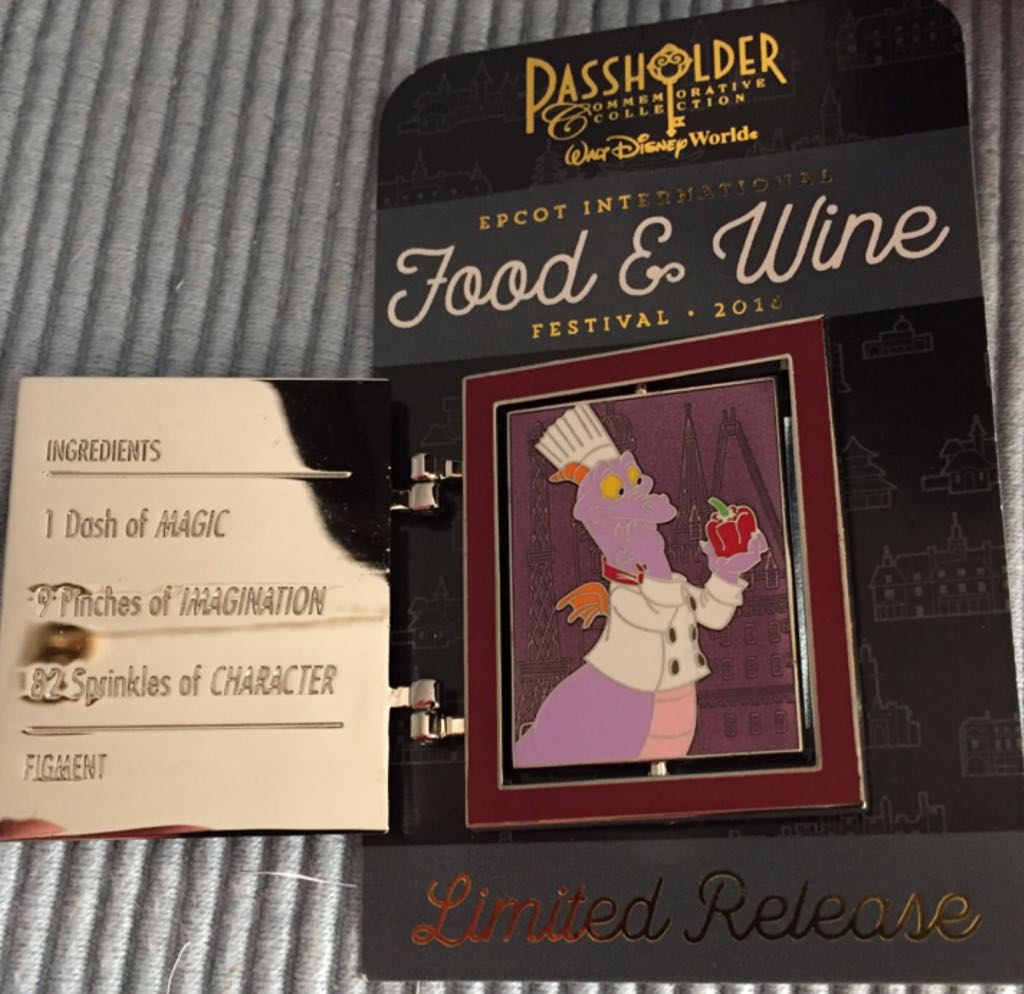 PASSHOLDER
COMMEMORATIVE
COLLECTION
Walt Disney World®
EPCOT INTERNATIONAL
Food & Wine
FESTIVAL · 2016
INGREDIENTS
1 Dash of MAGIC
9 Pinches of IMAGINATION
82 Sprinkles of CHARACTER
FIGMENT
Limited Release